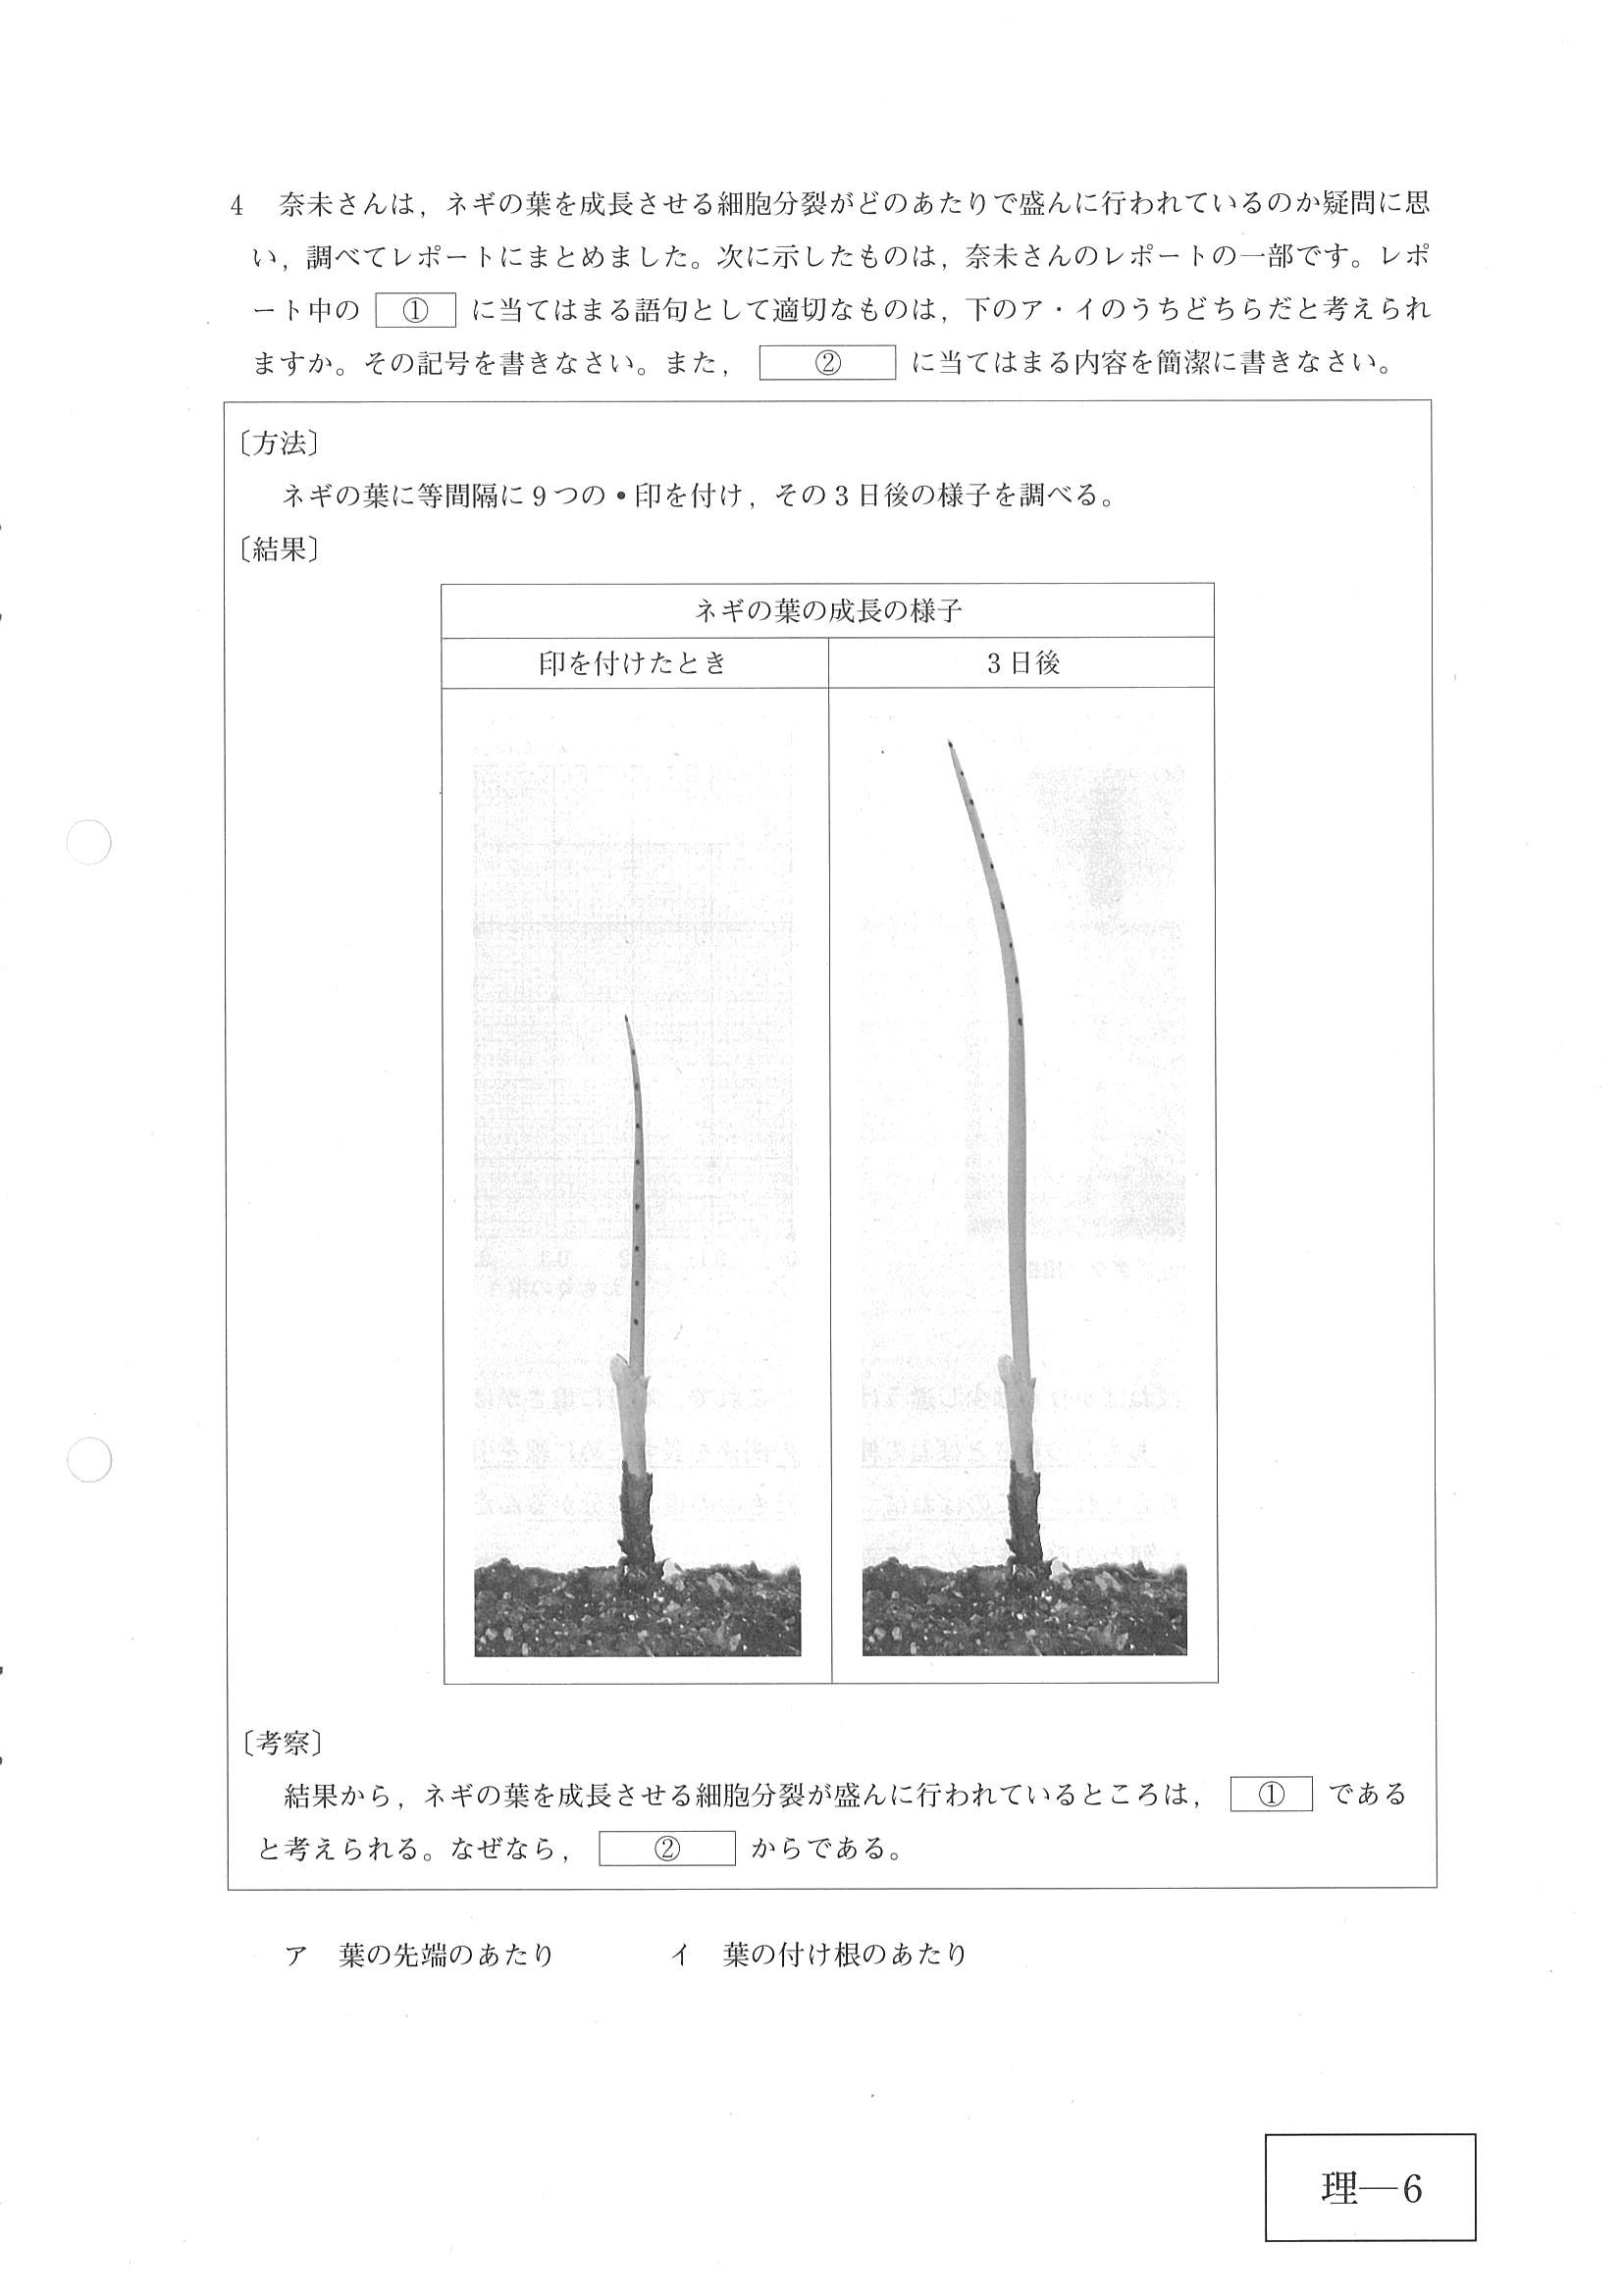 4 奈未さんは，ネギの葉を成長させる細胞分裂がどのあたりで盛んに行われているのか疑問に思
い，調べてレポートにまとめました。次に示したものは，奈未さんのレポートの一部です。レポ
ート中の ① に当てはまる語句として適切なものは，下のア・イのうちどちらだと考えられ
ますか。その記号を書きなさい。また， ② に当てはまる内容を簡潔に書きなさい。
〔方法〕
ネギの葉に等間隔に9つの•印を付け，その3日後の様子を調べる。
〔結果〕
ネギの葉の成長の様子
印を付けたとき 3日後
〔考察〕
結果から，ネギの葉を成長させる細胞分裂が盛んに行われているところは， ① である
と考えられる。なぜなら， ② からである。
ア 葉の先端のあたり イ 葉の付け根のあたり
理—6